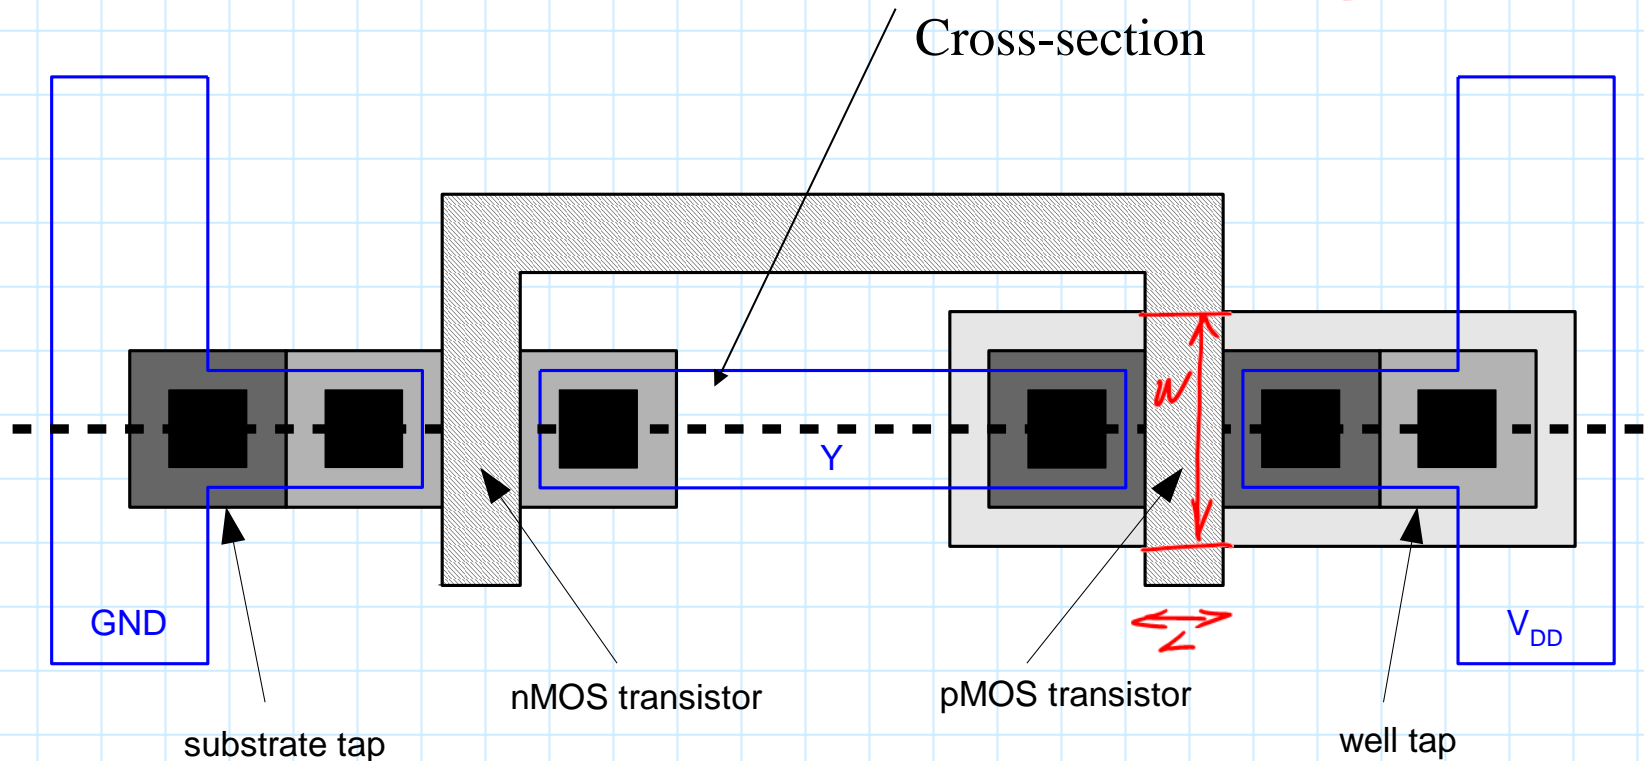 Cross-section
W
Y
GND
L
V_DD
nMOS transistor
pMOS transistor
substrate tap
well tap